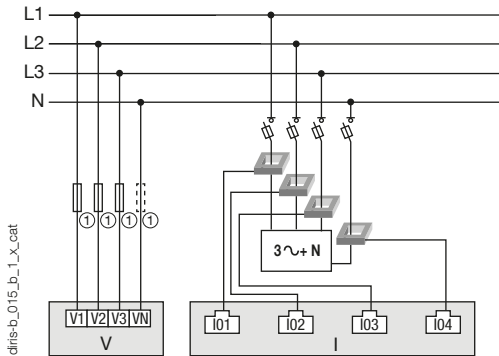 L1
L2
L3
N
1 1 1 1
3∿+ N
V1 V2 V3 VN
V
I01 I02 I03 I04
I
diris-b_015_b_1_x_cat